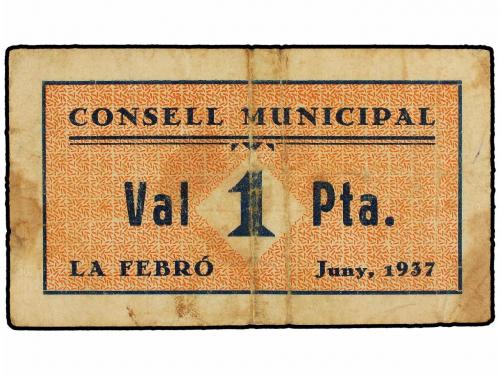 CONSELL MUNICIPAL
Val 1 Pta.
LA FEBRÓ Juny, 1937